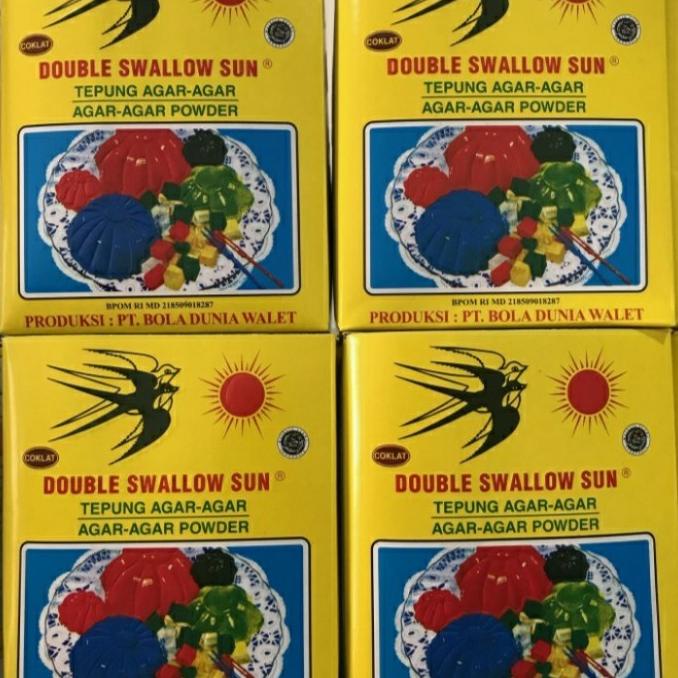 COKLAT
DOUBLE SWALLOW SUN ®
TEPUNG AGAR-AGAR
AGAR-AGAR POWDER
BPOM RI MD 218509018287
PRODUKSI : PT. BOLA DUNIA WALET
COKLAT
DOUBLE SWALLOW SUN ®
TEPUNG AGAR-AGAR
AGAR-AGAR POWDER
BPOM RI MD 218509018287
PRODUKSI : PT. BOLA DUNIA WALET
COKLAT
DOUBLE SWALLOW SUN ®
TEPUNG AGAR-AGAR
AGAR-AGAR POWDER
COKLAT
DOUBLE SWALLOW SUN ®
TEPUNG AGAR-AGAR
AGAR-AGAR POWDER